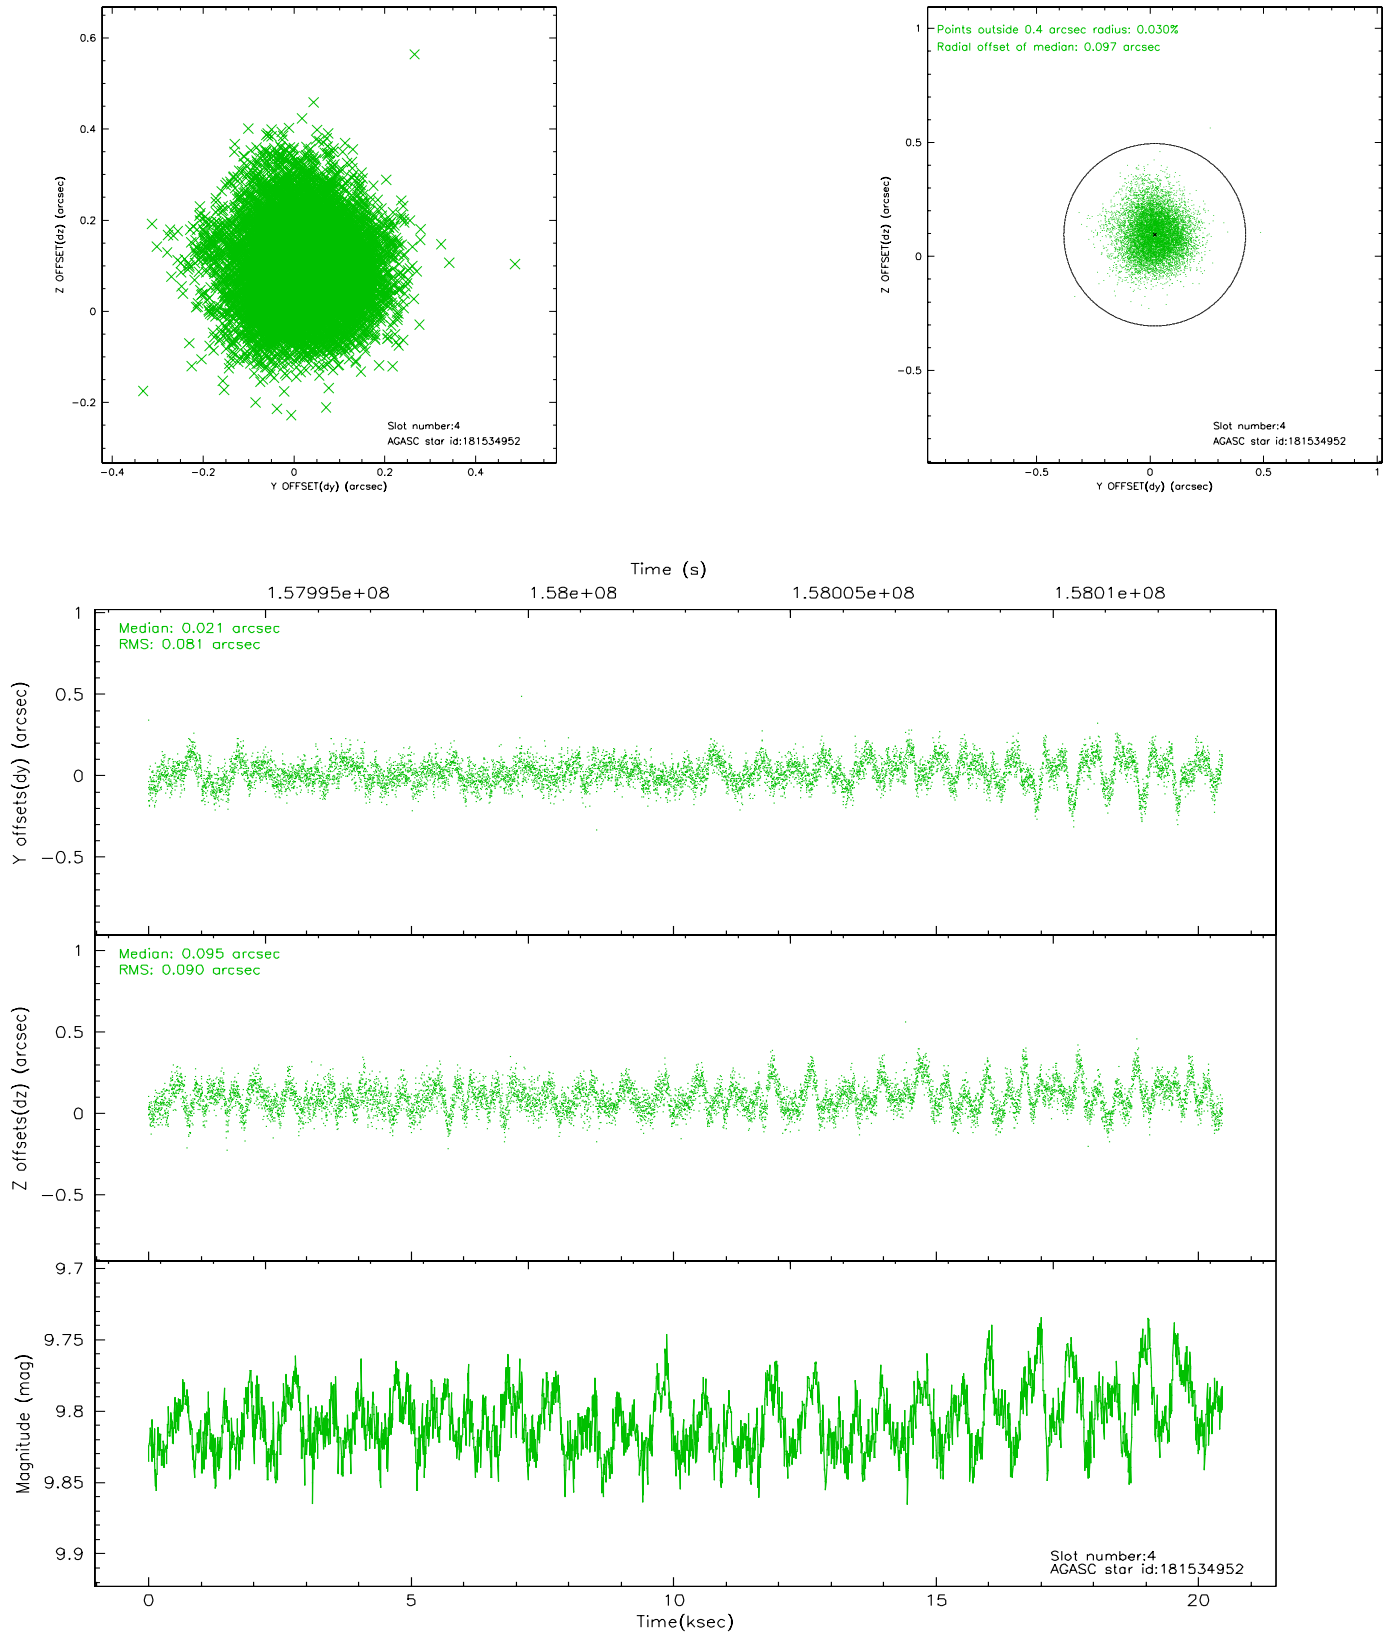 0.6
0.4
0.2
0
−0.2
Z OFFSET(dz) (arcsec)
Slot number:4
AGASC star id:181534952
−0.4 −0.2 0 0.2 0.4
Y OFFSET(dy) (arcsec)
Points outside 0.4 arcsec radius: 0.030%
Radial offset of median: 0.097 arcsec
1
0.5
0
−0.5
Z OFFSET(dz) (arcsec)
Slot number:4
AGASC star id:181534952
−0.5 0 0.5 1
Y OFFSET(dy) (arcsec)
Time (s)
1.57995e+08 1.58e+08 1.58005e+08 1.5801e+08
Median: 0.021 arcsec
RMS: 0.081 arcsec
1
0.5
0
−0.5
Y offsets(dy) (arcsec)
Median: 0.095 arcsec
RMS: 0.090 arcsec
1
0.5
0
−0.5
Z offsets(dz) (arcsec)
9.7
9.75
9.8
9.85
9.9
Magnitude (mag)
Slot number:4
AGASC star id:181534952
0 5 10 15 20
Time(ksec)